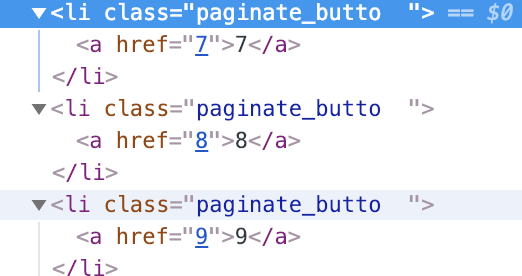 ▼<li class="paginate_butto  "> == $0
<a href="7">7</a>
</li>
▼<li class="paginate_butto  ">
<a href="8">8</a>
</li>
▼<li class="paginate_butto  ">
<a href="9">9</a>
</li>